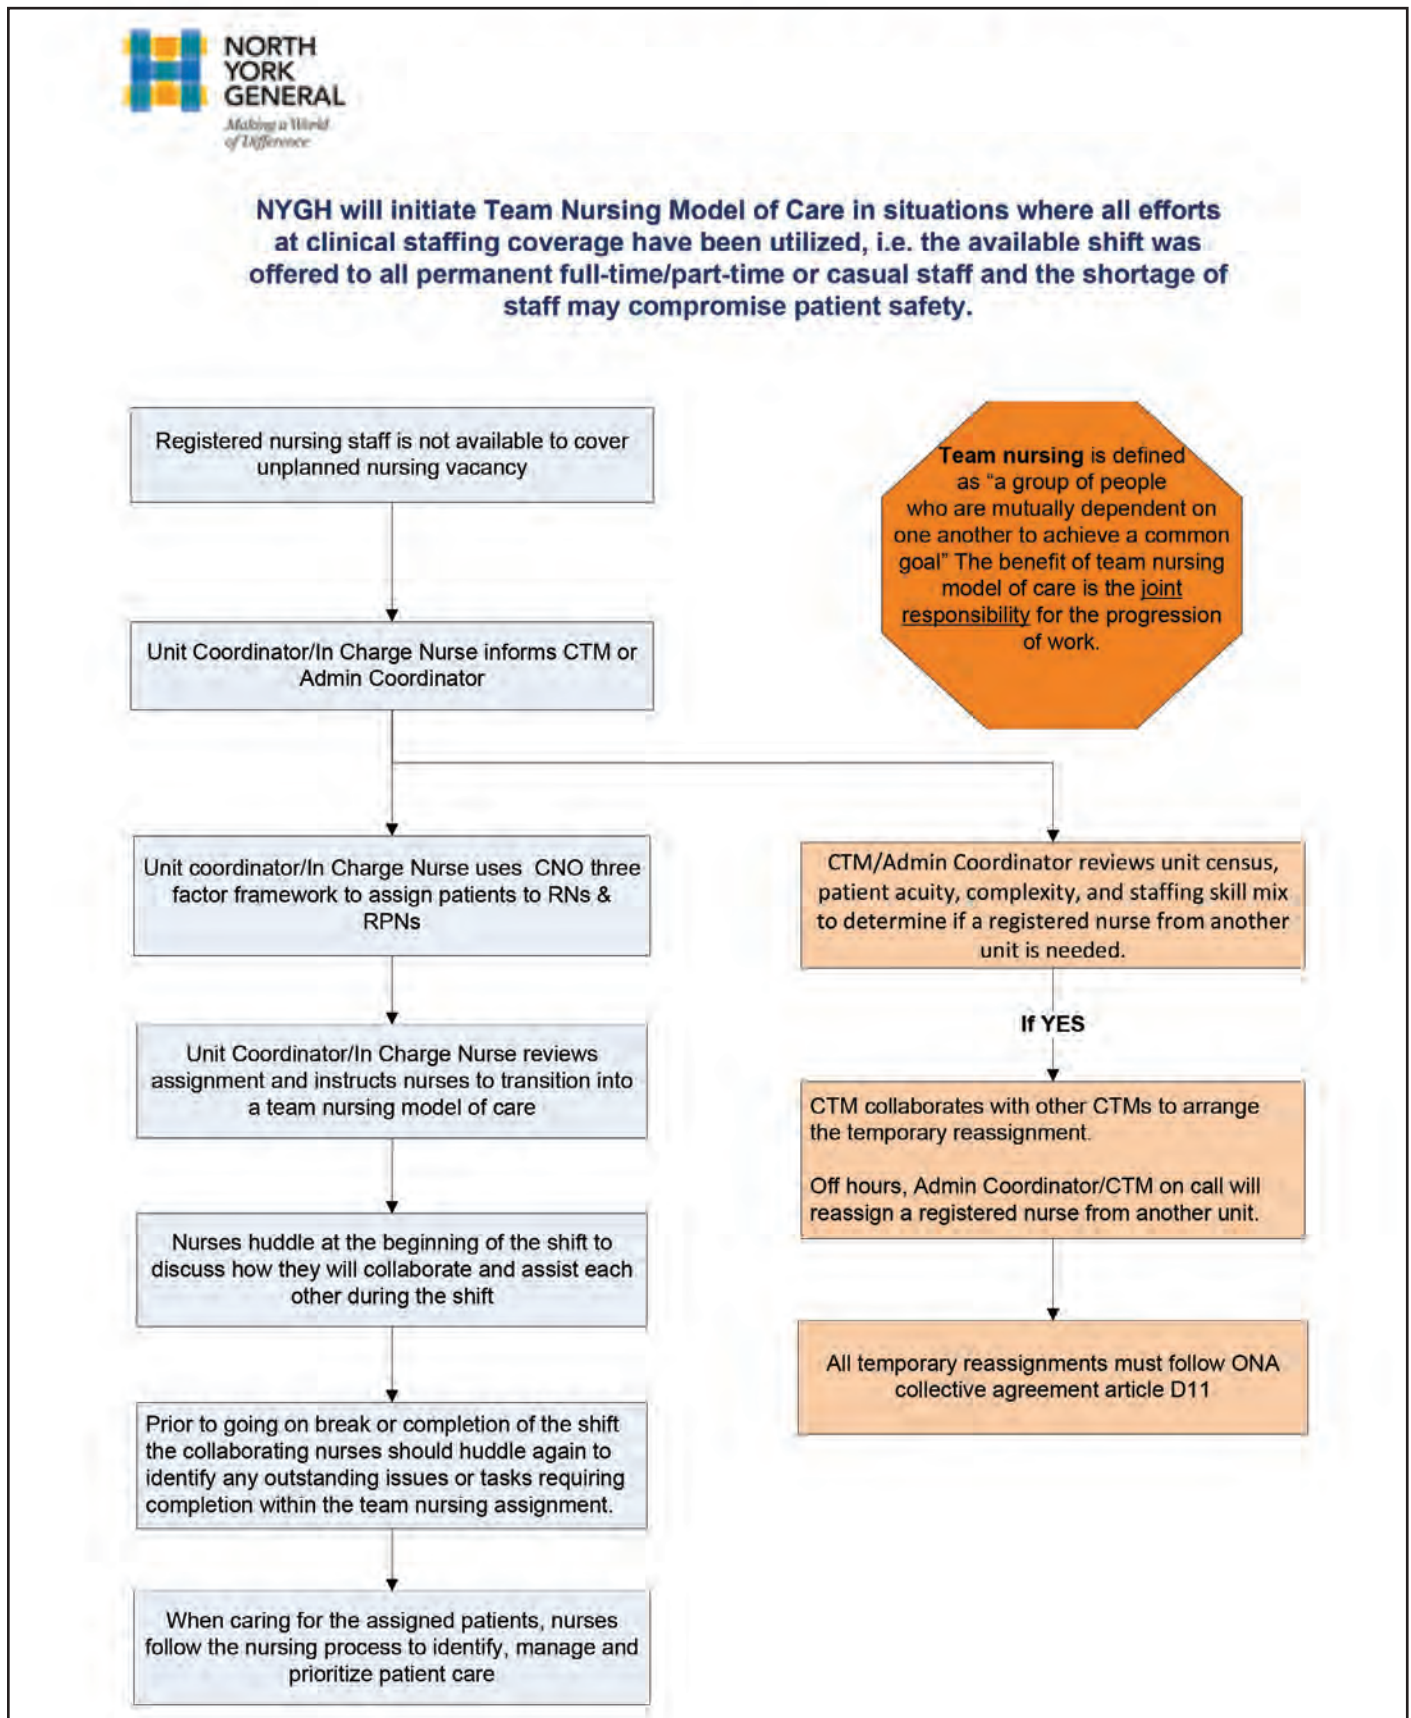 NORTH
YORK
GENERAL
Making a World
of Difference
NYGH will initiate Team Nursing Model of Care in situations where all efforts
at clinical staffing coverage have been utilized, i.e. the available shift was
offered to all permanent full-time/part-time or casual staff and the shortage of
staff may compromise patient safety.
Registered nursing staff is not available to cover
unplanned nursing vacancy
Team nursing is defined
as “a group of people
who are mutually dependent on
one another to achieve a common
goal” The benefit of team nursing
model of care is the joint
responsibility for the progression
of work.
Unit Coordinator/In Charge Nurse informs CTM or
Admin Coordinator
Unit coordinator/In Charge Nurse uses CNO three
factor framework to assign patients to RNs &
RPNs
Unit Coordinator/In Charge Nurse reviews
assignment and instructs nurses to transition into
a team nursing model of care
Nurses huddle at the beginning of the shift to
discuss how they will collaborate and assist each
other during the shift
Prior to going on break or completion of the shift
the collaborating nurses should huddle again to
identify any outstanding issues or tasks requiring
completion within the team nursing assignment.
When caring for the assigned patients, nurses
follow the nursing process to identify, manage and
prioritize patient care
CTM/Admin Coordinator reviews unit census,
patient acuity, complexity, and staffing skill mix
to determine if a registered nurse from another
unit is needed.
If YES
CTM collaborates with other CTMs to arrange
the temporary reassignment.
Off hours, Admin Coordinator/CTM on call will
reassign a registered nurse from another unit.
All temporary reassignments must follow ONA
collective agreement article D11